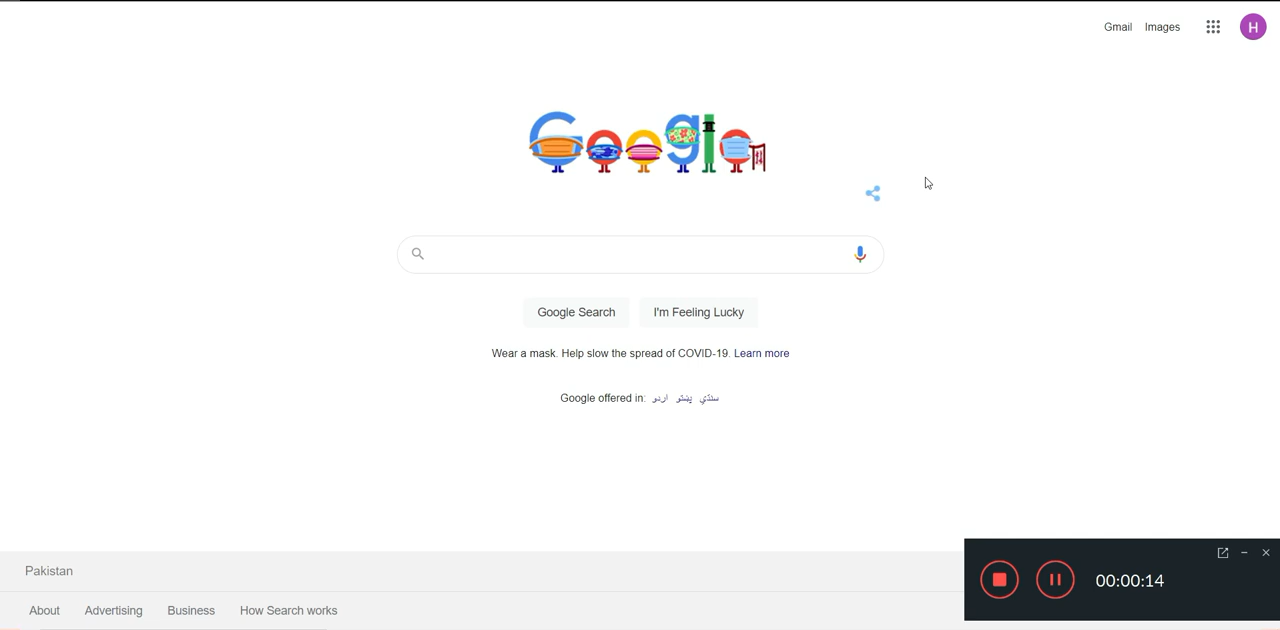 Gmail Images H
Google
Google Search I'm Feeling Lucky
Wear a mask. Help slow the spread of COVID-19. Learn more
Google offered in: اردو پښتو سنڌي
Pakistan
00:00:14
About Advertising Business How Search works